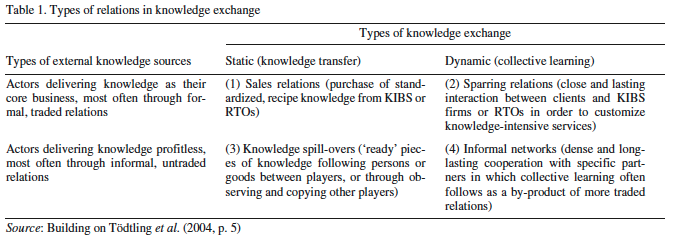 Table 1. Types of relations in knowledge exchange
Types of knowledge exchange
Types of external knowledge sources
Static (knowledge transfer)
Dynamic (collective learning)
Actors delivering knowledge as their
core business, most often through for-
mal, traded relations
(1) Sales relations (purchase of stand-
ardized, recipe knowledge from KIBS or
RTOs)
(2) Sparring relations (close and lasting
interaction between clients and KIBS
firms or RTOs in order to customize
knowledge-intensive services)
Actors delivering knowledge profitless,
most often through informal, untraded
relations
(3) Knowledge spill-overs (‘ready’ piec-
es of knowledge following persons or
goods between players, or through ob-
serving and copying other players)
(4) Informal networks (dense and long-
lasting cooperation with specific part-
ners in which collective learning often
follows as a by-product of more traded
relations)
Source: Building on Tödtling et al. (2004, p. 5)